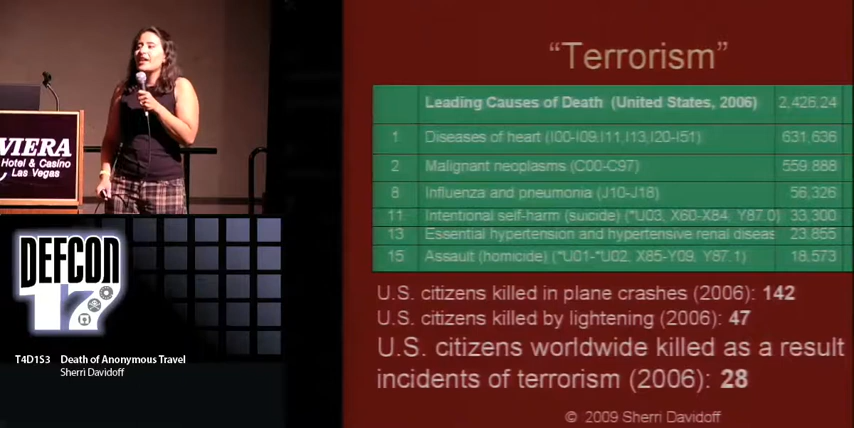 VIERA
Hotel & Casino
Las Vegas
DEFCON
17
T4D1S3 Death of Anonymous Travel
Sherri Davidoff
“Terrorism”
Leading Causes of Death (United States, 2006) 2,426,24
1 Diseases of heart (I00-I09,I11,I13,I20-I51) 631,636
2 Malignant neoplasms (C00-C97) 559,888
8 Influenza and pneumonia (J10-J18) 56,326
11 Intentional self-harm (suicide) (*U03, X60-X84, Y87.0) 33,300
13 Essential hypertension and hypertensive renal diseas 23,855
15 Assault (homicide) (*U01-*U02, X85-Y09, Y87.1) 18,573
U.S. citizens killed in plane crashes (2006): 142
U.S. citizens killed by lightening (2006): 47
U.S. citizens worldwide killed as a result
incidents of terrorism (2006): 28
© 2009 Sherri Davidoff